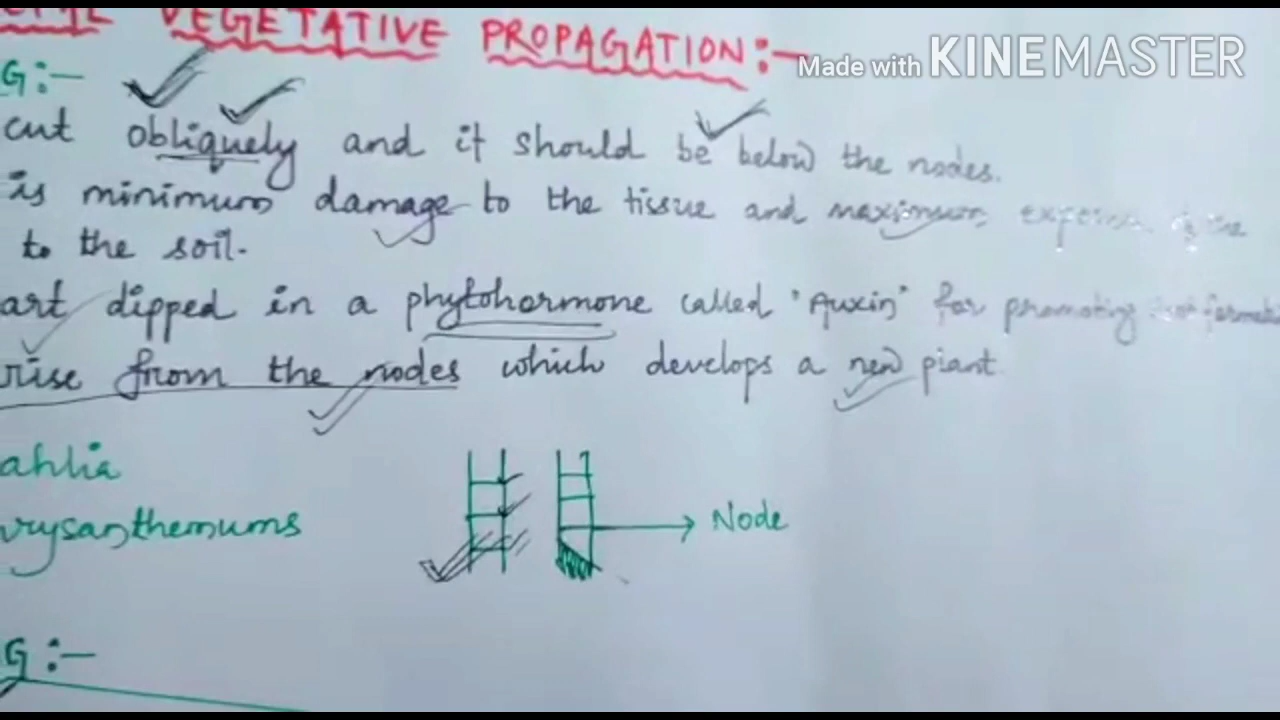 VEGETATIVE PROPAGATION:-
Made with KINEMASTER
G:-
cut obliquely and it should be below the nodes.
is minimum damage to the tissue and maximum
to the soil.
art dipped in a phytohormone called "Auxin" for promoting
rise from the nodes which develops a new plant
ahlia
rysanthemums
Node
G:-